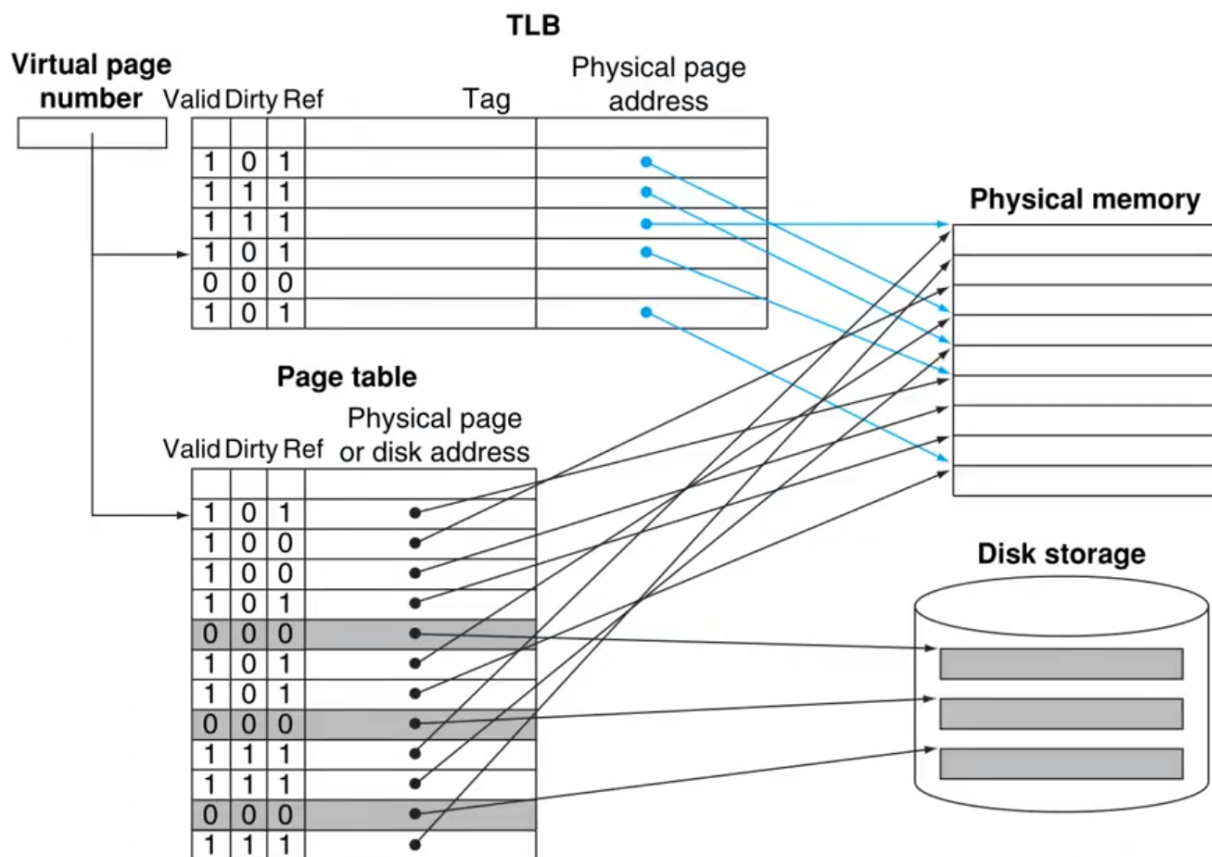 TLB
Virtual page
number
Physical page
address
Valid Dirty Ref
Tag
1 0 1
1 1 1
1 1 1
1 0 1
0 0 0
1 0 1
Physical memory
Page table
Physical page
or disk address
Valid Dirty Ref
1 0 1
1 0 0
1 0 0
1 0 1
0 0 0
1 0 1
1 0 1
0 0 0
1 1 1
1 1 1
0 0 0
1 1 1
Disk storage